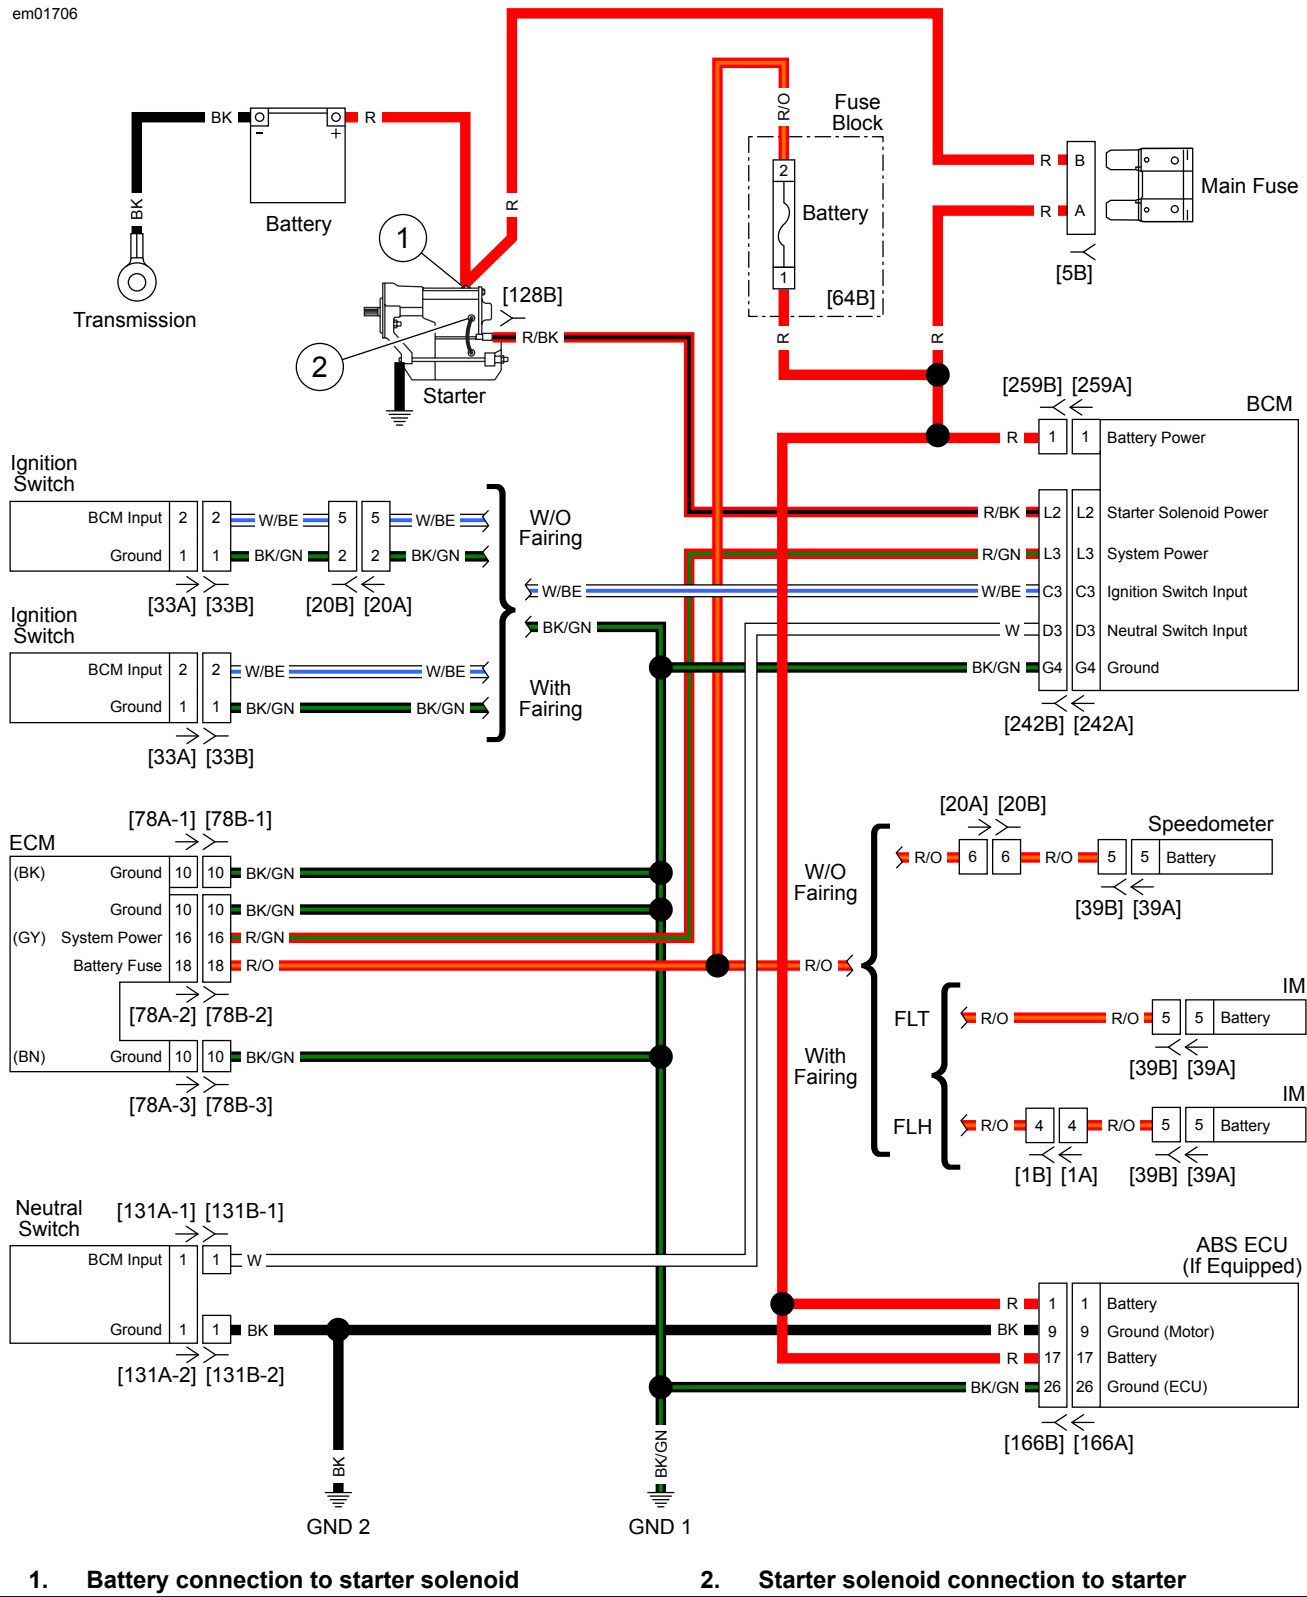 em01706
BK
R
BK
Battery
Transmission
1
2
Starter
[128B]
R/BK
R
R/O
Fuse
Block
2
Battery
1
[64B]
R
R B
R A
Main Fuse
[5B]
R
[259B] [259A]
BCM
R 1 1 Battery Power
R/BK L2 L2 Starter Solenoid Power
R/GN L3 L3 System Power
W/BE C3 C3 Ignition Switch Input
W D3 D3 Neutral Switch Input
BK/GN G4 G4 Ground
[242B] [242A]
Ignition
Switch
BCM Input 2 2 W/BE 5 5 W/BE
Ground 1 1 BK/GN 2 2 BK/GN
[33A] [33B] [20B] [20A]
W/O
Fairing
W/BE
BK/GN
Ignition
Switch
BCM Input 2 2 W/BE W/BE
Ground 1 1 BK/GN BK/GN
[33A] [33B]
With
Fairing
[78A-1] [78B-1]
ECM
(BK) Ground 10 10 BK/GN
Ground 10 10 BK/GN
(GY) System Power 16 16 R/GN
Battery Fuse 18 18 R/O
[78A-2] [78B-2]
(BN) Ground 10 10 BK/GN
[78A-3] [78B-3]
R/O
W/O
Fairing
[20A] [20B]
Speedometer
R/O 6 6 R/O 5 5 Battery
[39B] [39A]
With
Fairing
FLT
IM
R/O R/O 5 5 Battery
[39B] [39A]
FLH
IM
R/O 4 4 R/O 5 5 Battery
[1B] [1A] [39B] [39A]
Neutral
Switch
[131A-1] [131B-1]
BCM Input 1 1 W
Ground 1 1 BK
[131A-2] [131B-2]
ABS ECU
(If Equipped)
R 1 1 Battery
BK 9 9 Ground (Motor)
R 17 17 Battery
BK/GN 26 26 Ground (ECU)
[166B] [166A]
BK
GND 2
BK/GN
GND 1
1. Battery connection to starter solenoid
2. Starter solenoid connection to starter